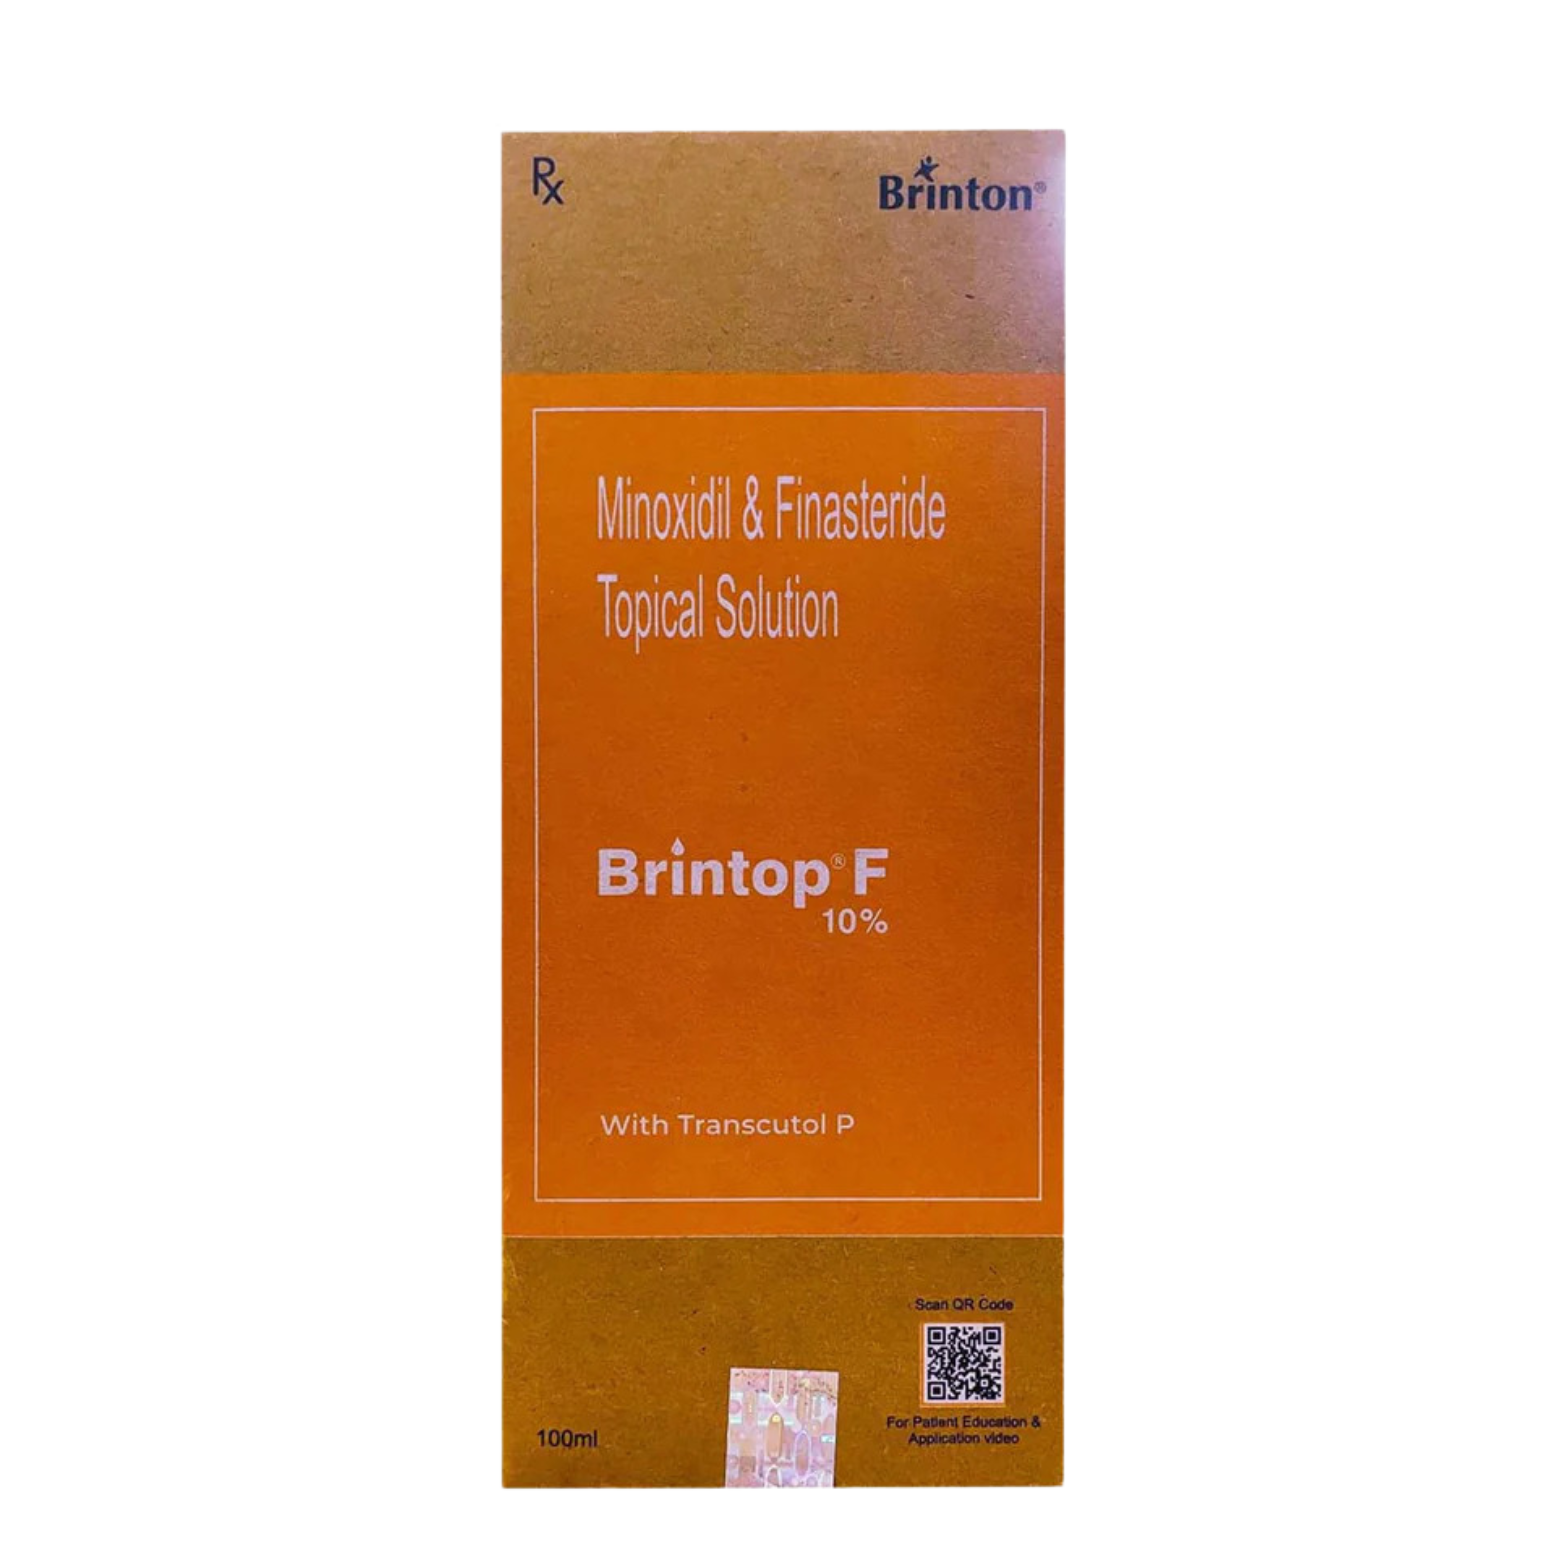 Rx
Brinton®
Minoxidil & Finasteride
Topical Solution
Brintop® F
10%
With Transcutol P
Scan QR Code
For Patient Education &
Application video
100ml